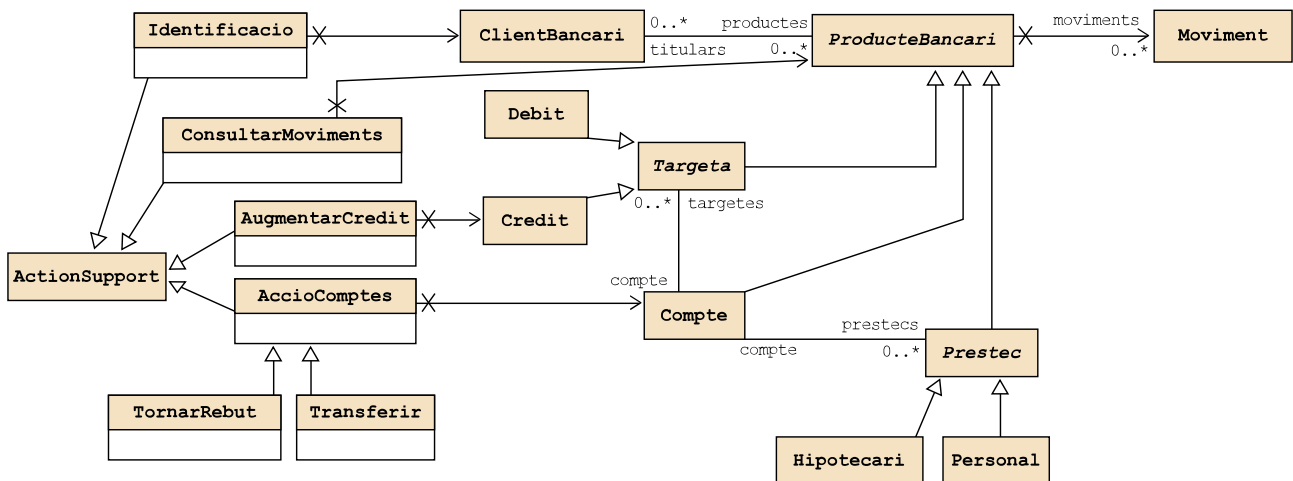 Identificacio
ClientBancari
0..*
productes
titulars
0..*
ProducteBancari
moviments
0..*
Moviment
Debit
ConsultarMoviments
Targeta
0..*
targetes
AugmentarCredit
Credit
ActionSupport
AccioComptes
compte
Compte
prestecs
compte
0..*
Prestec
TornarRebut
Transferir
Hipotecari
Personal